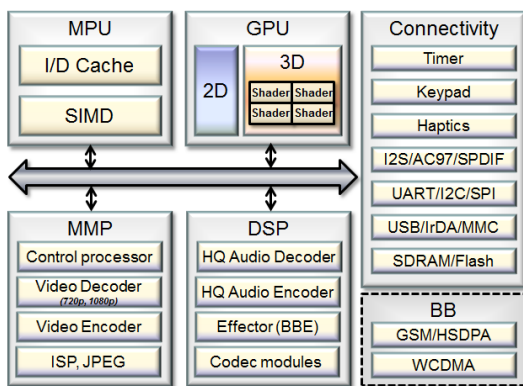 MPU
I/D Cache
SIMD
GPU
2D
3D
Shader Shader
Shader Shader
Connectivity
Timer
Keypad
Haptics
I2S/AC97/SPDIF
UART/I2C/SPI
USB/IrDA/MMC
SDRAM/Flash
MMP
Control processor
Video Decoder
(720p, 1080p)
Video Encoder
ISP, JPEG
DSP
HQ Audio Decoder
HQ Audio Encoder
Effector (BBE)
Codec modules
BB
GSM/HSDPA
WCDMA